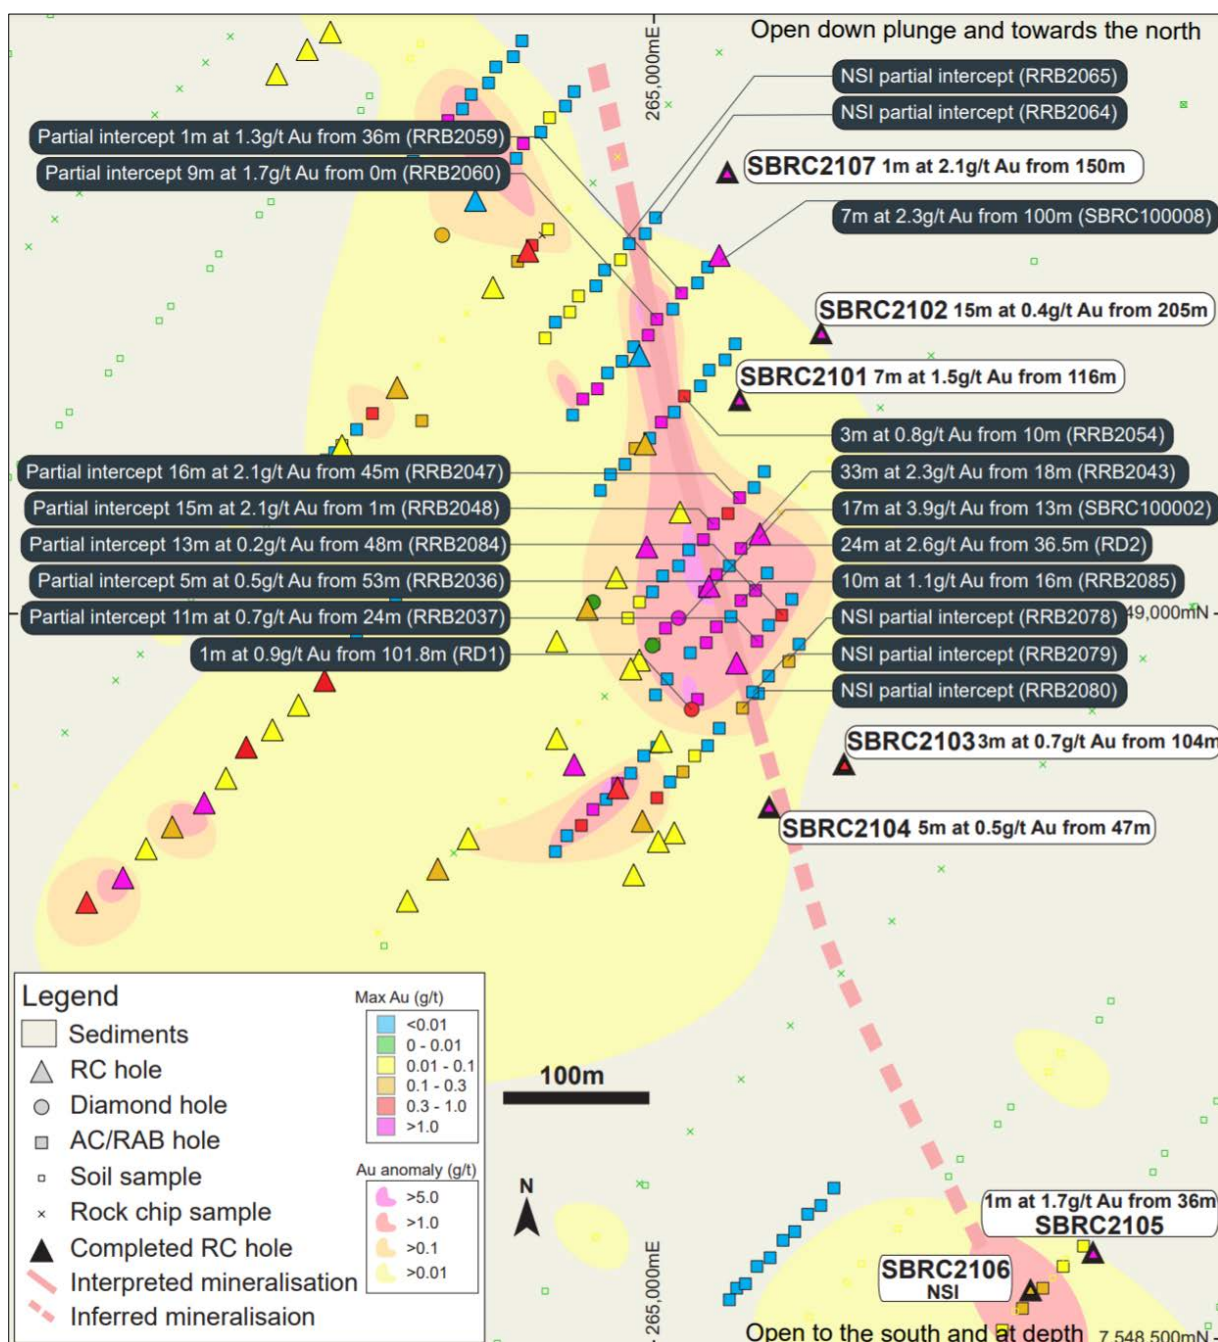 Open down plunge and towards the north
265,000mE
NSI partial intercept (RRB2065)
NSI partial intercept (RRB2064)
Partial intercept 1m at 1.3g/t Au from 36m (RRB2059)
Partial intercept 9m at 1.7g/t Au from 0m (RRB2060)
SBRC2107 1m at 2.1g/t Au from 150m
7m at 2.3g/t Au from 100m (SBRC100008)
SBRC2102 15m at 0.4g/t Au from 205m
SBRC2101 7m at 1.5g/t Au from 116m
3m at 0.8g/t Au from 10m (RRB2054)
Partial intercept 16m at 2.1g/t Au from 45m (RRB2047)
33m at 2.3g/t Au from 18m (RRB2043)
Partial intercept 15m at 2.1g/t Au from 1m (RRB2048)
17m at 3.9g/t Au from 13m (SBRC100002)
Partial intercept 13m at 0.2g/t Au from 48m (RRB2084)
24m at 2.6g/t Au from 36.5m (RD2)
Partial intercept 5m at 0.5g/t Au from 53m (RRB2036)
10m at 1.1g/t Au from 16m (RRB2085)
Partial intercept 11m at 0.7g/t Au from 24m (RRB2037)
NSI partial intercept (RRB2078)
49,000mN
1m at 0.9g/t Au from 101.8m (RD1)
NSI partial intercept (RRB2079)
NSI partial intercept (RRB2080)
SBRC2103 3m at 0.7g/t Au from 104m
SBRC2104 5m at 0.5g/t Au from 47m
Legend
Sediments
RC hole
Diamond hole
AC/RAB hole
Soil sample
Rock chip sample
Completed RC hole
Interpreted mineralisation
Inferred mineralisaion
Max Au (g/t)
<0.01
0 - 0.01
0.01 - 0.1
0.1 - 0.3
0.3 - 1.0
>1.0
Au anomaly (g/t)
>5.0
>1.0
>0.1
>0.01
100m
N
265,000mE
1m at 1.7g/t Au from 36m
SBRC2105
SBRC2106
NSI
Open to the south and at depth
7,548,500mN